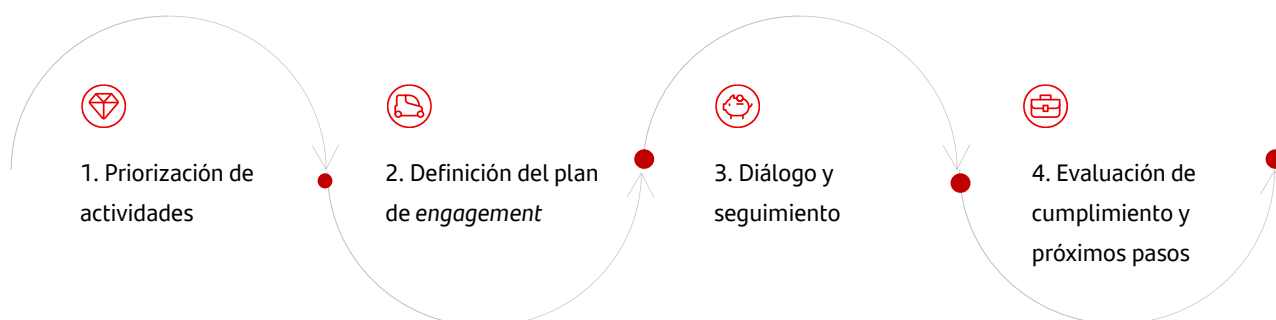 1. Priorización de
actividades
2. Definición del plan
de engagement
3. Diálogo y
seguimiento
4. Evaluación de
cumplimiento y
próximos pasos